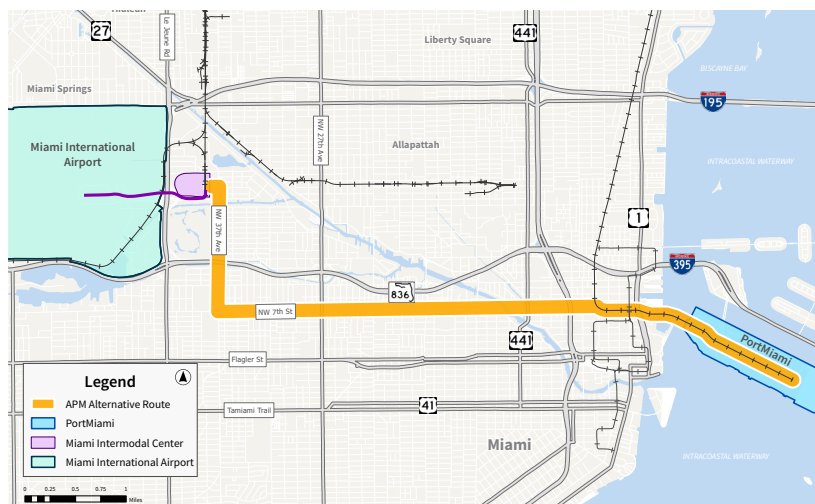 27
Le Jeune Rd
Liberty Square
441
BISCAYNE BAY
Miami Springs
195
NW 27th Ave
Miami International
Airport
Allapattah
INTRACOASTAL WATERWAY
NW 37th Ave
1
395
836
NW 7th St
441
PortMiami
Flagler St
Legend
APM Alternative Route
PortMiami
Miami Intermodal Center
Miami International Airport
Tamiami Trail
41
Miami
INTRACOASTAL WATERWAY
0 0.25 0.5 0.75 1
Miles